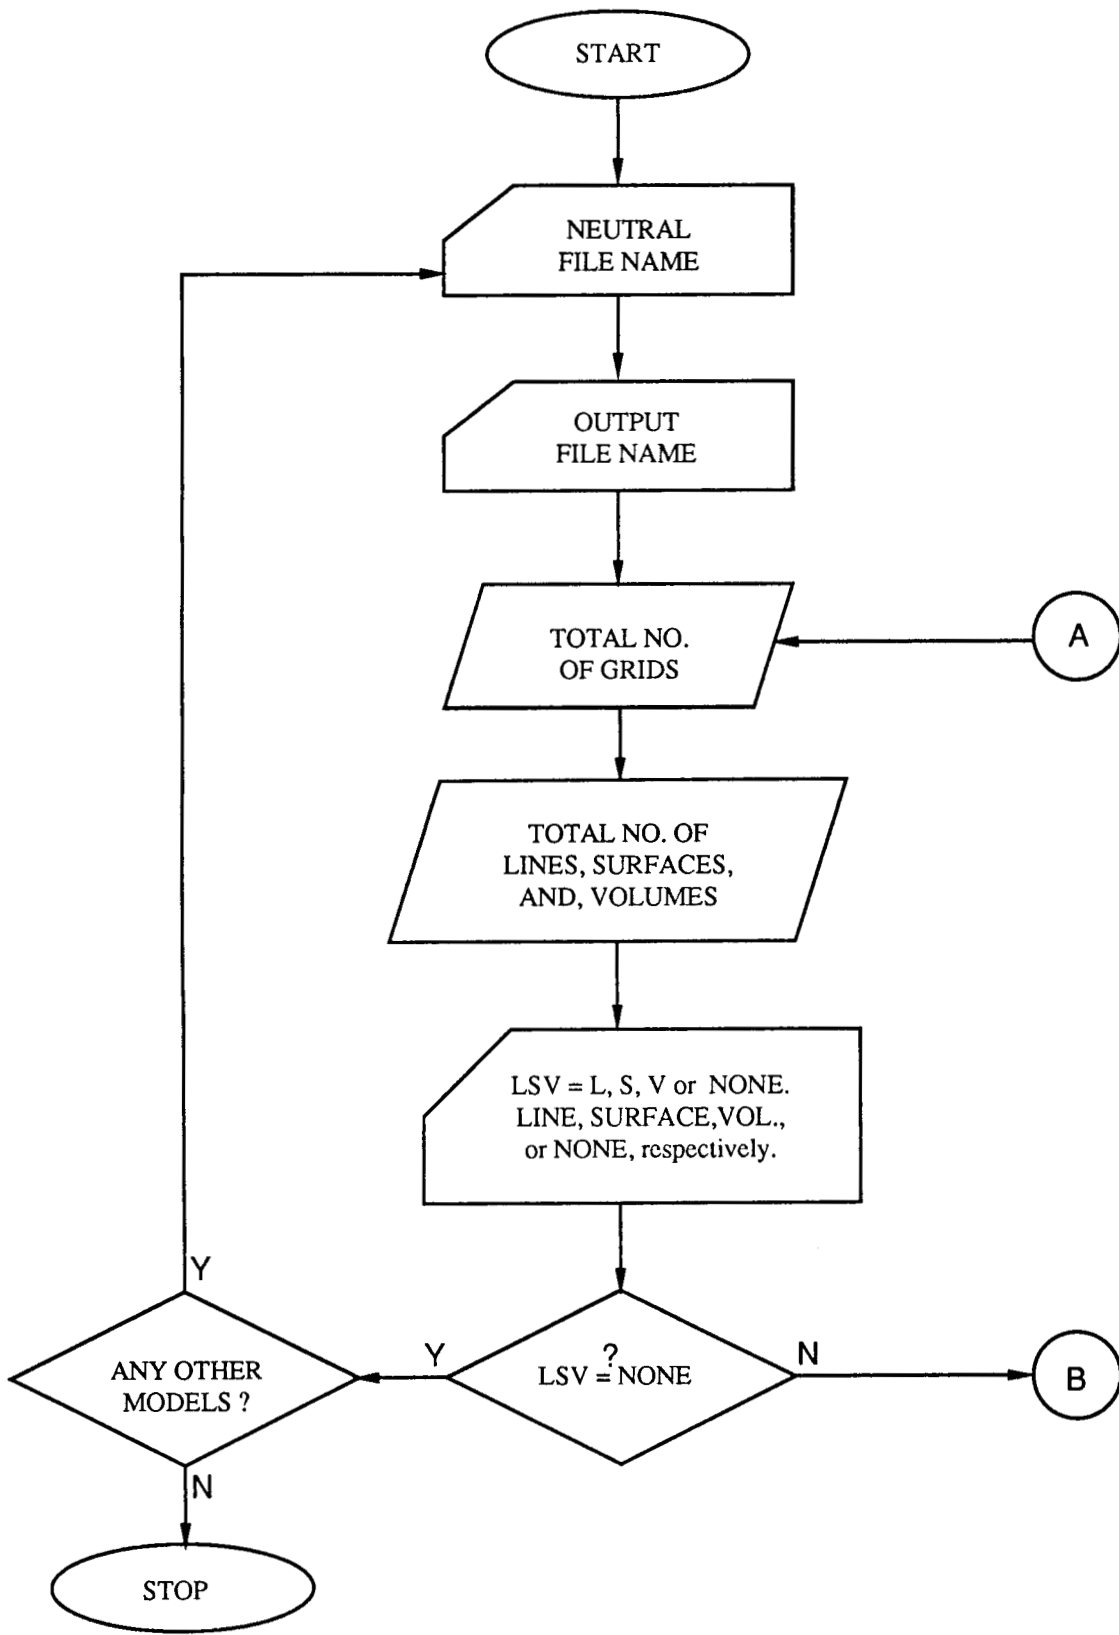 START
NEUTRAL
FILE NAME
OUTPUT
FILE NAME
TOTAL NO.
OF GRIDS
A
TOTAL NO. OF
LINES, SURFACES,
AND, VOLUMES
LSV = L, S, V or NONE.
LINE, SURFACE,VOL.,
or NONE, respectively.
Y
ANY OTHER
MODELS ?
Y
?
LSV = NONE
N
B
N
STOP